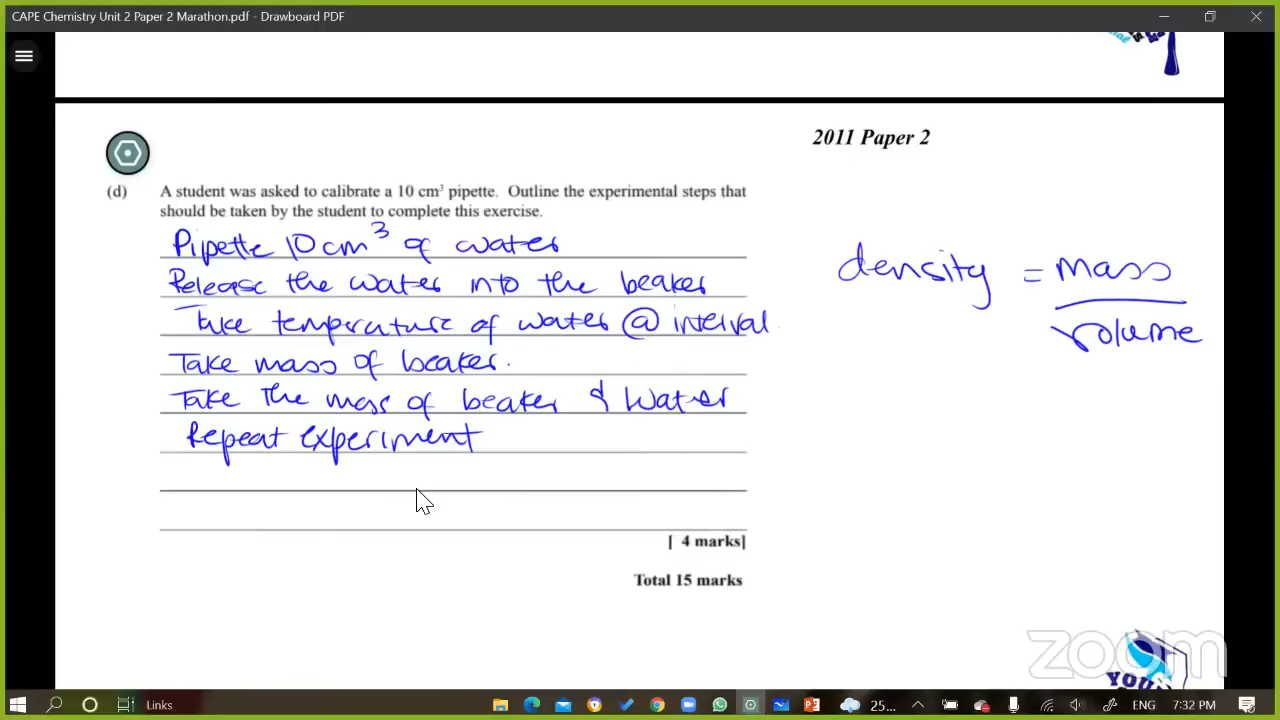 CAPE Chemistry Unit 2 Paper 2 Marathon.pdf - Drawboard PDF
2011 Paper 2
(d) A student was asked to calibrate a 10 cm³ pipette. Outline the experimental steps that
should be taken by the student to complete this exercise.
Pipette 10 cm³ of water
Release the water into the beaker
Take temperature of water @ interval
Take mass of beaker.
Take the mass of beaker & Water
Repeat experiment
density = mass
volume
[ 4 marks]
Total 15 marks
zoom
YOUN
Links
25...
ENG
7:32 PM